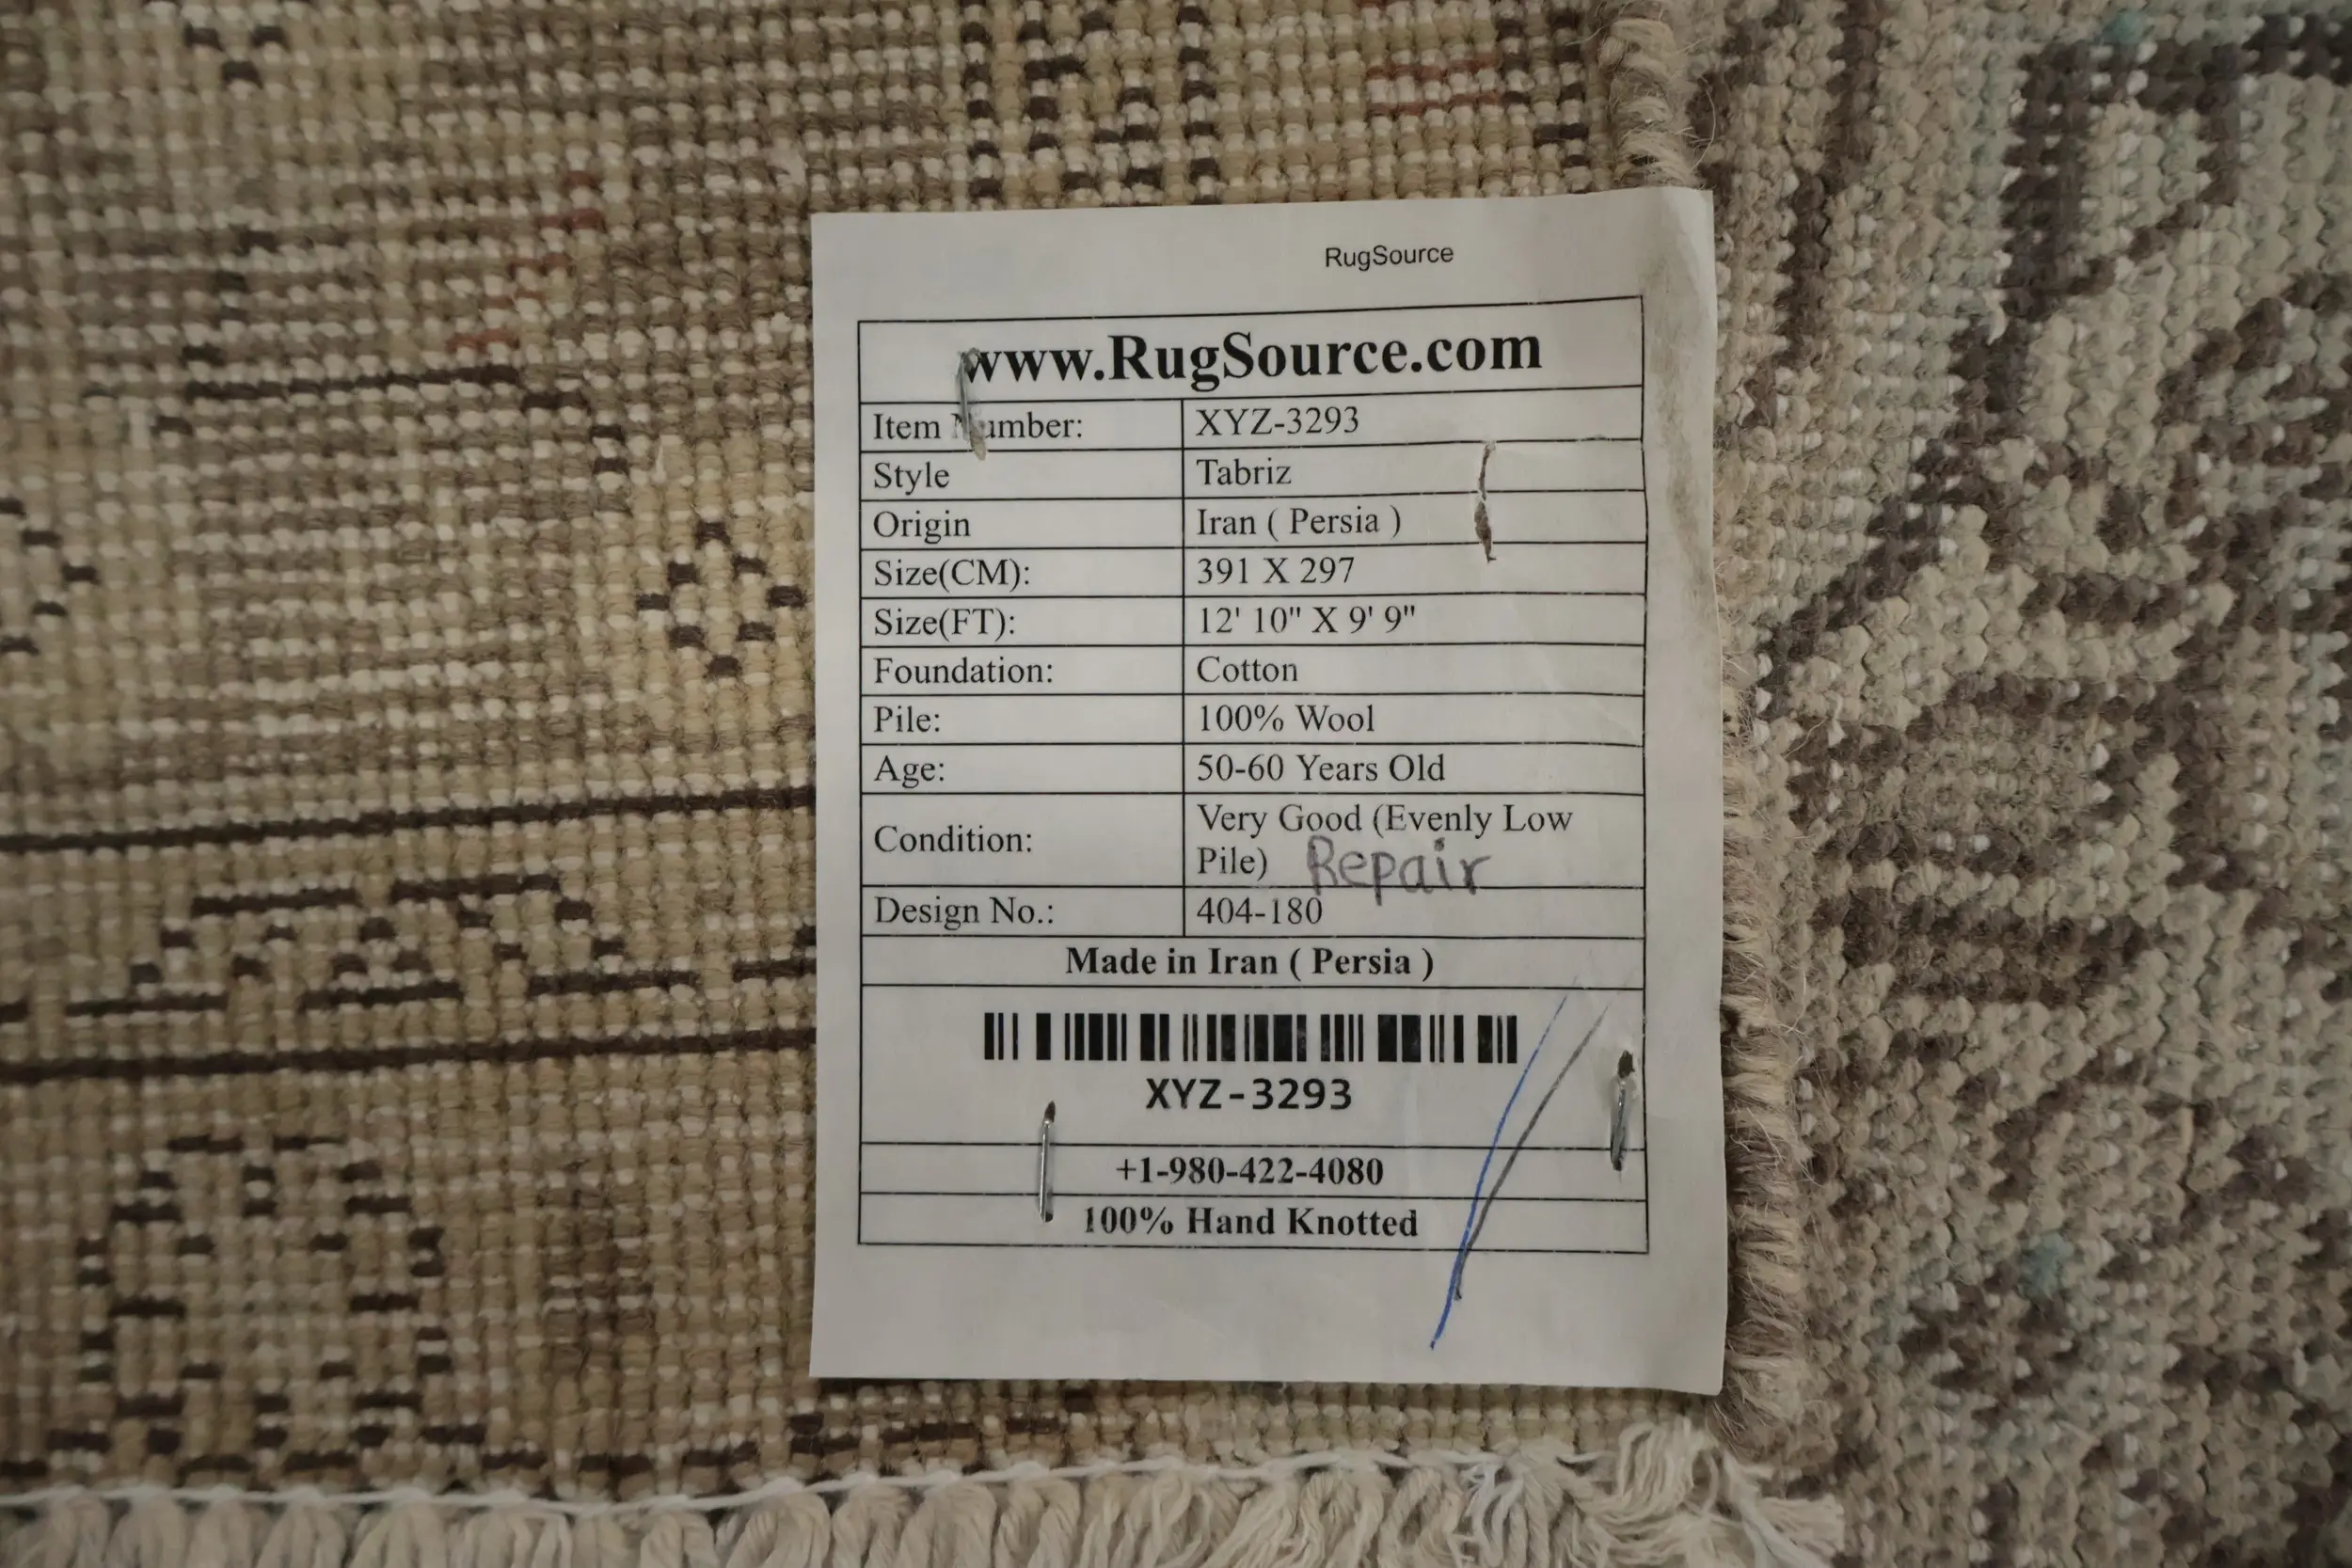 RugSource
www.RugSource.com
Item Number: XYZ-3293
Style Tabriz
Origin Iran ( Persia )
Size(CM): 391 X 297
Size(FT): 12' 10" X 9' 9"
Foundation: Cotton
Pile: 100% Wool
Age: 50-60 Years Old
Condition: Very Good (Evenly Low
Pile) Repair
Design No.: 404-180
Made in Iran ( Persia )
XYZ-3293
+1-980-422-4080
100% Hand Knotted